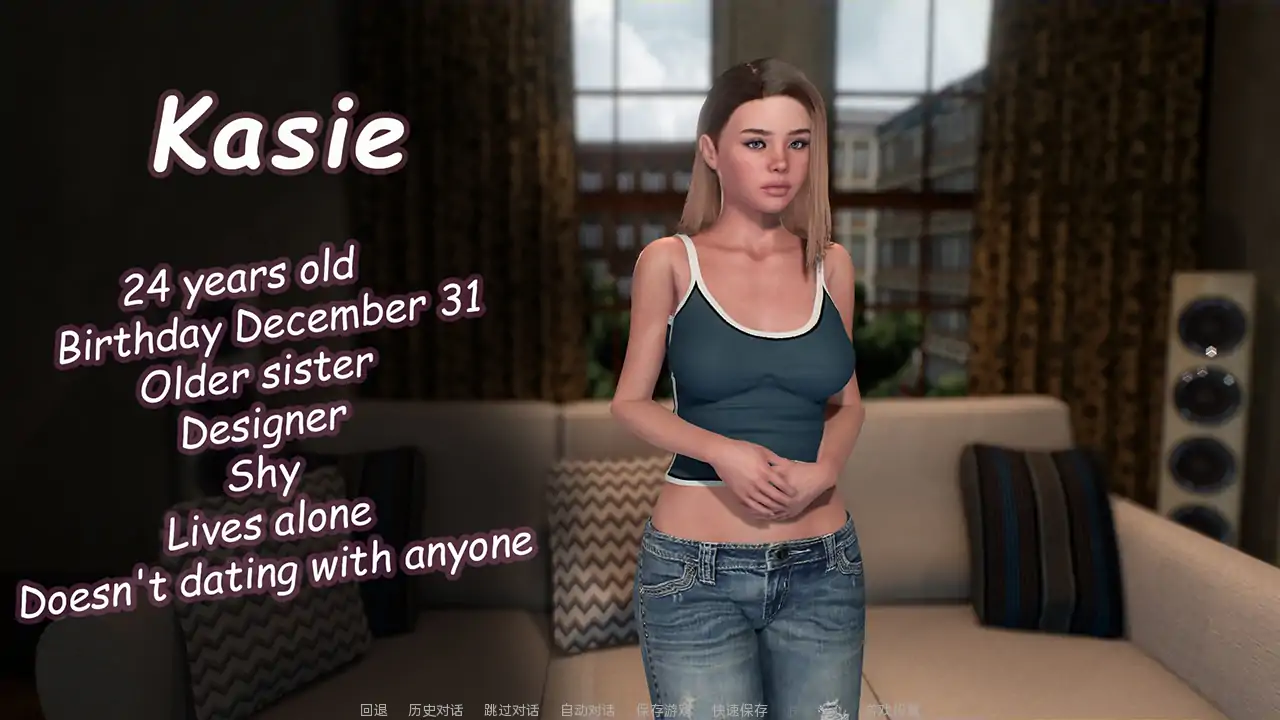 Kasie
24 years old
Birthday December 31
Older sister
Designer
Shy
Lives alone
Doesn't dating with anyone
回退 历史对话 跳过对话 自动对话 保存游戏 快速保存